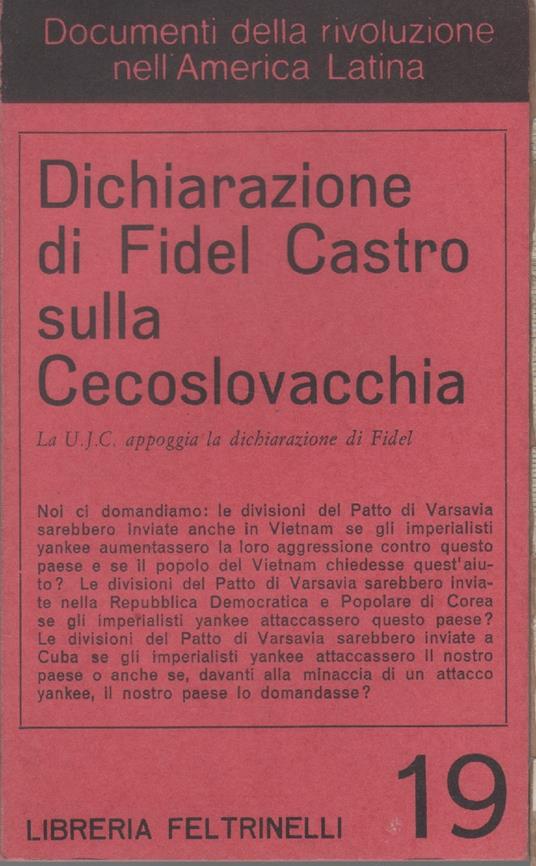 Documenti della rivoluzione
nell'America Latina
Dichiarazione
di Fidel Castro
sulla
Cecoslovacchia
La U.J.C. appoggia la dichiarazione di Fidel
Noi ci domandiamo: le divisioni del Patto di Varsavia
sarebbero inviate anche in Vietnam se gli imperialisti
yankee aumentassero la loro aggressione contro questo
paese e se il popolo del Vietnam chiedesse quest'aiu-
to? Le divisioni del Patto di Varsavia sarebbero invia-
te nella Repubblica Democratica e Popolare di Corea
se gli imperialisti yankee attaccassero questo paese?
Le divisioni del Patto di Varsavia sarebbero inviate a
Cuba se gli imperialisti yankee attaccassero il nostro
paese o anche se, davanti alla minaccia di un attacco
yankee, il nostro paese lo domandasse?
LIBRERIA FELTRINELLI 19